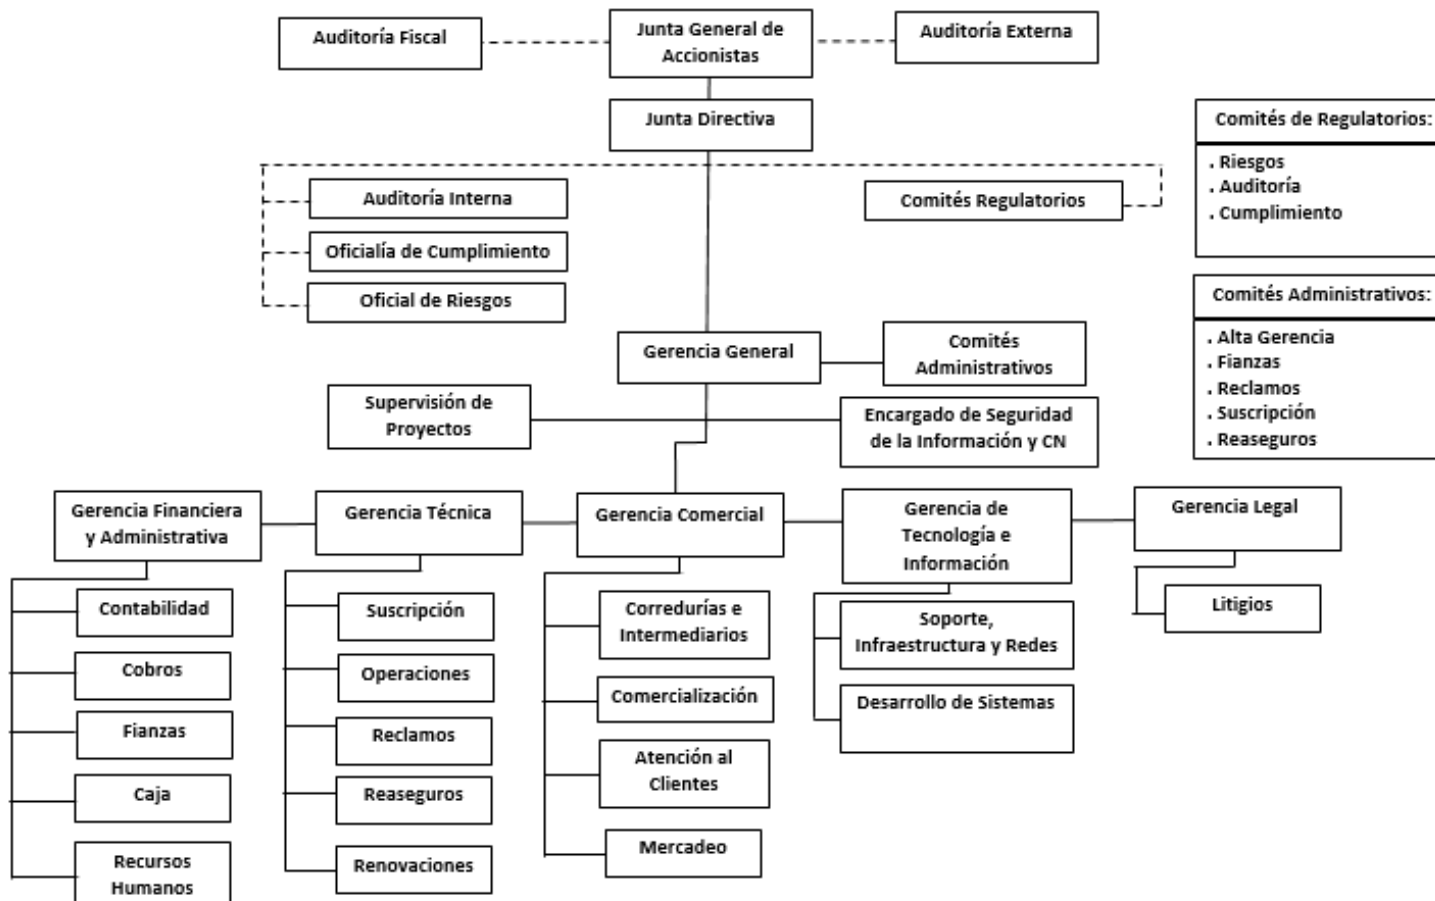 Auditoría Fiscal
Junta General de
Accionistas
Auditoría Externa
Junta Directiva
Comités de Regulatorios:
. Riesgos
. Auditoría
. Cumplimiento
Auditoría Interna
Comités Regulatorios
Oficialía de Cumplimiento
Oficial de Riesgos
Comités Administrativos:
. Alta Gerencia
. Fianzas
. Reclamos
. Suscripción
. Reaseguros
Gerencia General
Comités
Administrativos
Supervisión de
Proyectos
Encargado de Seguridad
de la Información y CN
Gerencia Financiera
y Administrativa
Gerencia Técnica
Gerencia Comercial
Gerencia de
Tecnología e
Información
Gerencia Legal
Contabilidad
Cobros
Fianzas
Caja
Recursos
Humanos
Suscripción
Operaciones
Reclamos
Reaseguros
Renovaciones
Corredurías e
Intermediarios
Comercialización
Atención al
Clientes
Mercadeo
Soporte,
Infraestructura y Redes
Desarrollo de Sistemas
Litigios